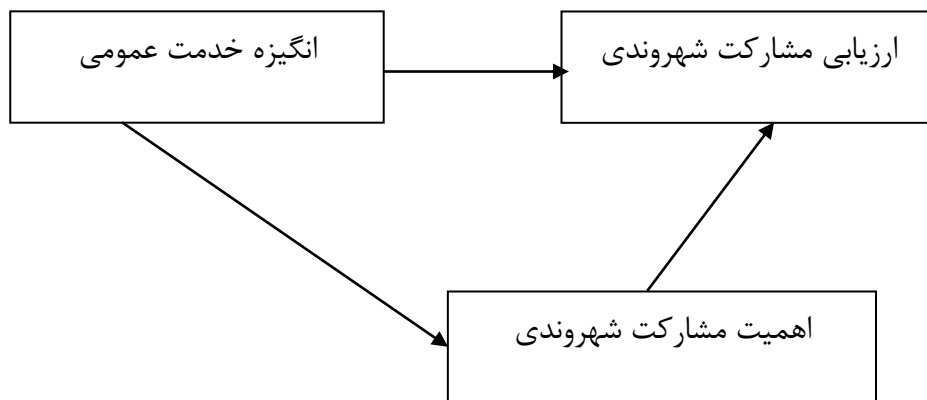 ارزیابی مشارکت شهروندی
انگیزه خدمت عمومی
اهمیت مشارکت شهروندی